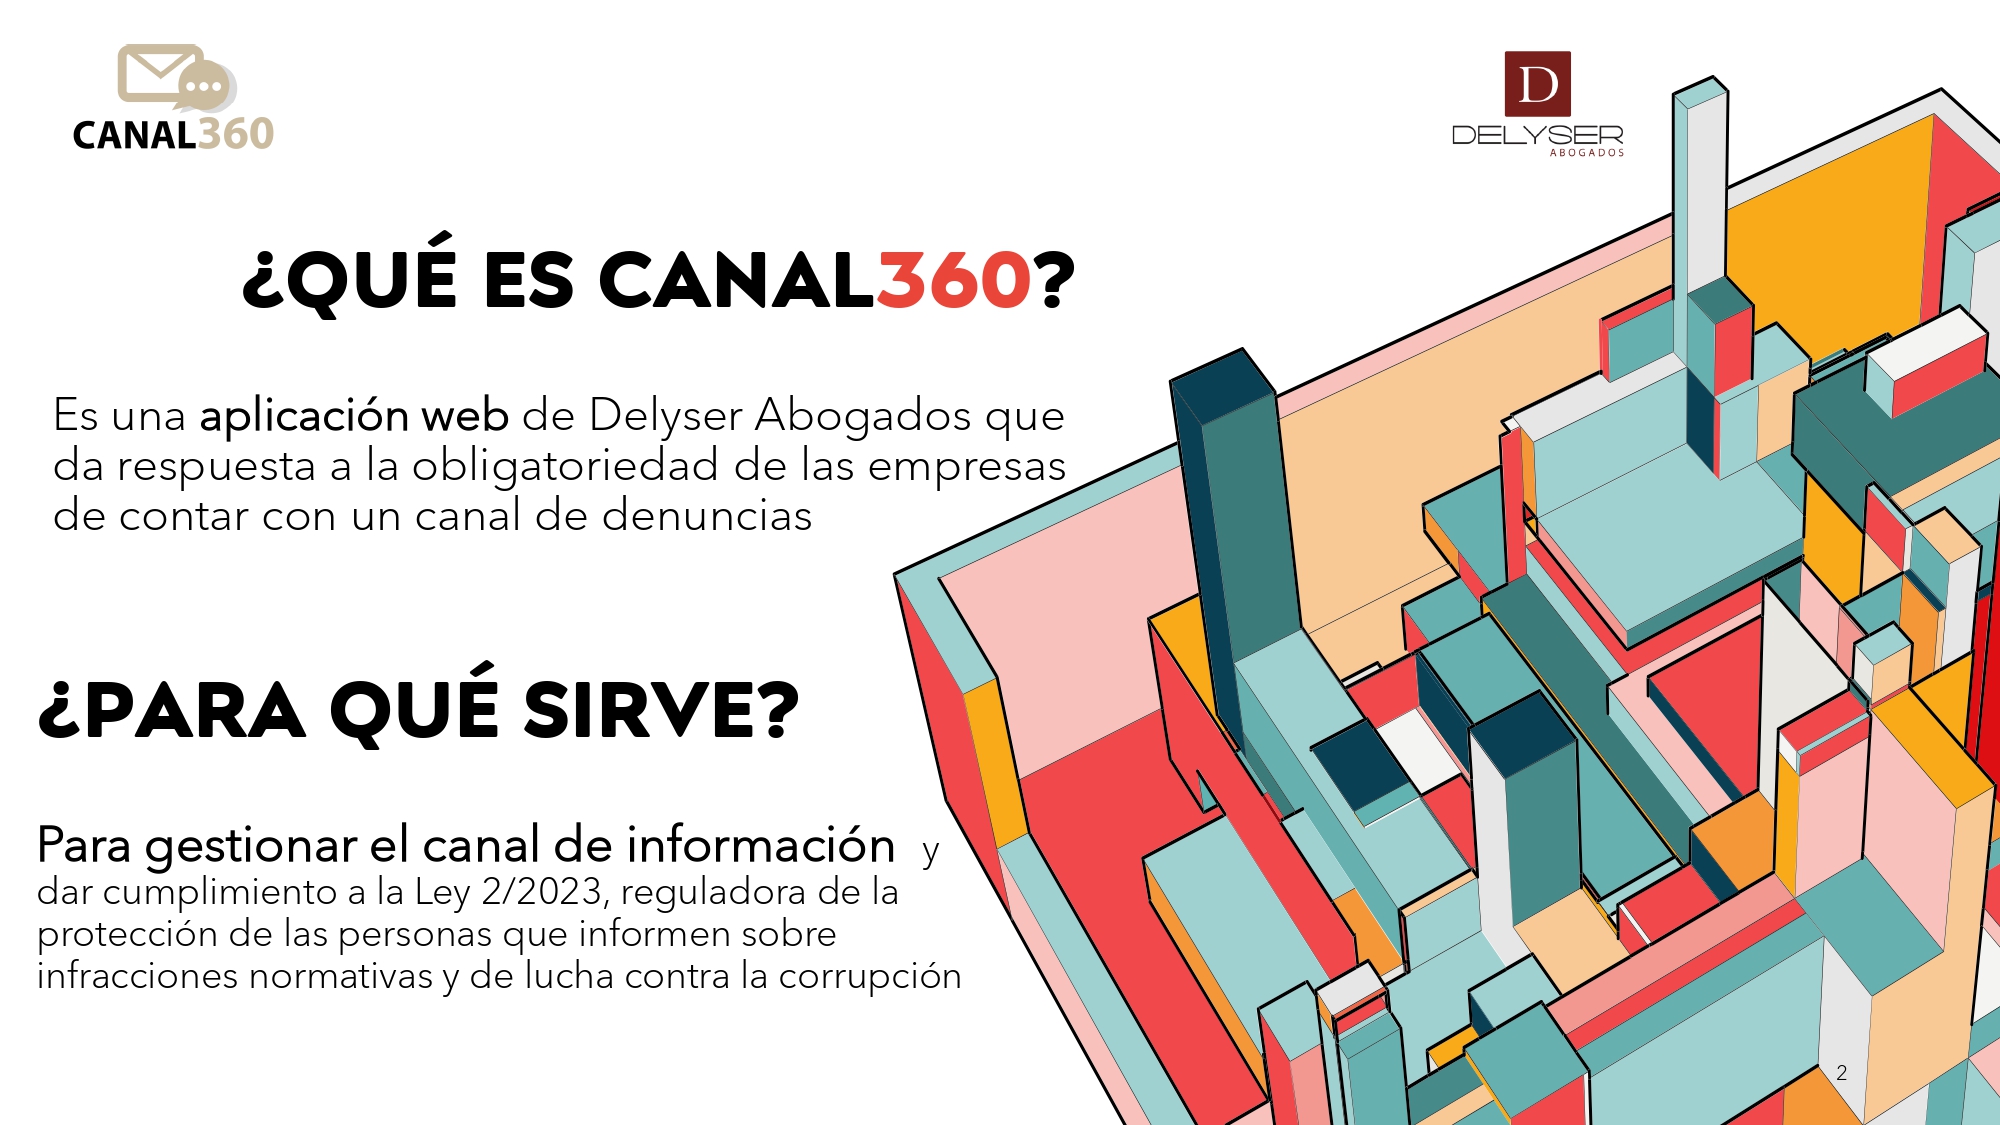 CANAL360
D
DELYSER
ABOGADOS
¿QUÉ ES CANAL360?
Es una aplicación web de Delyser Abogados que
da respuesta a la obligatoriedad de las empresas
de contar con un canal de denuncias
¿PARA QUÉ SIRVE?
Para gestionar el canal de información y
dar cumplimiento a la Ley 2/2023, reguladora de la
protección de las personas que informen sobre
infracciones normativas y de lucha contra la corrupción
2